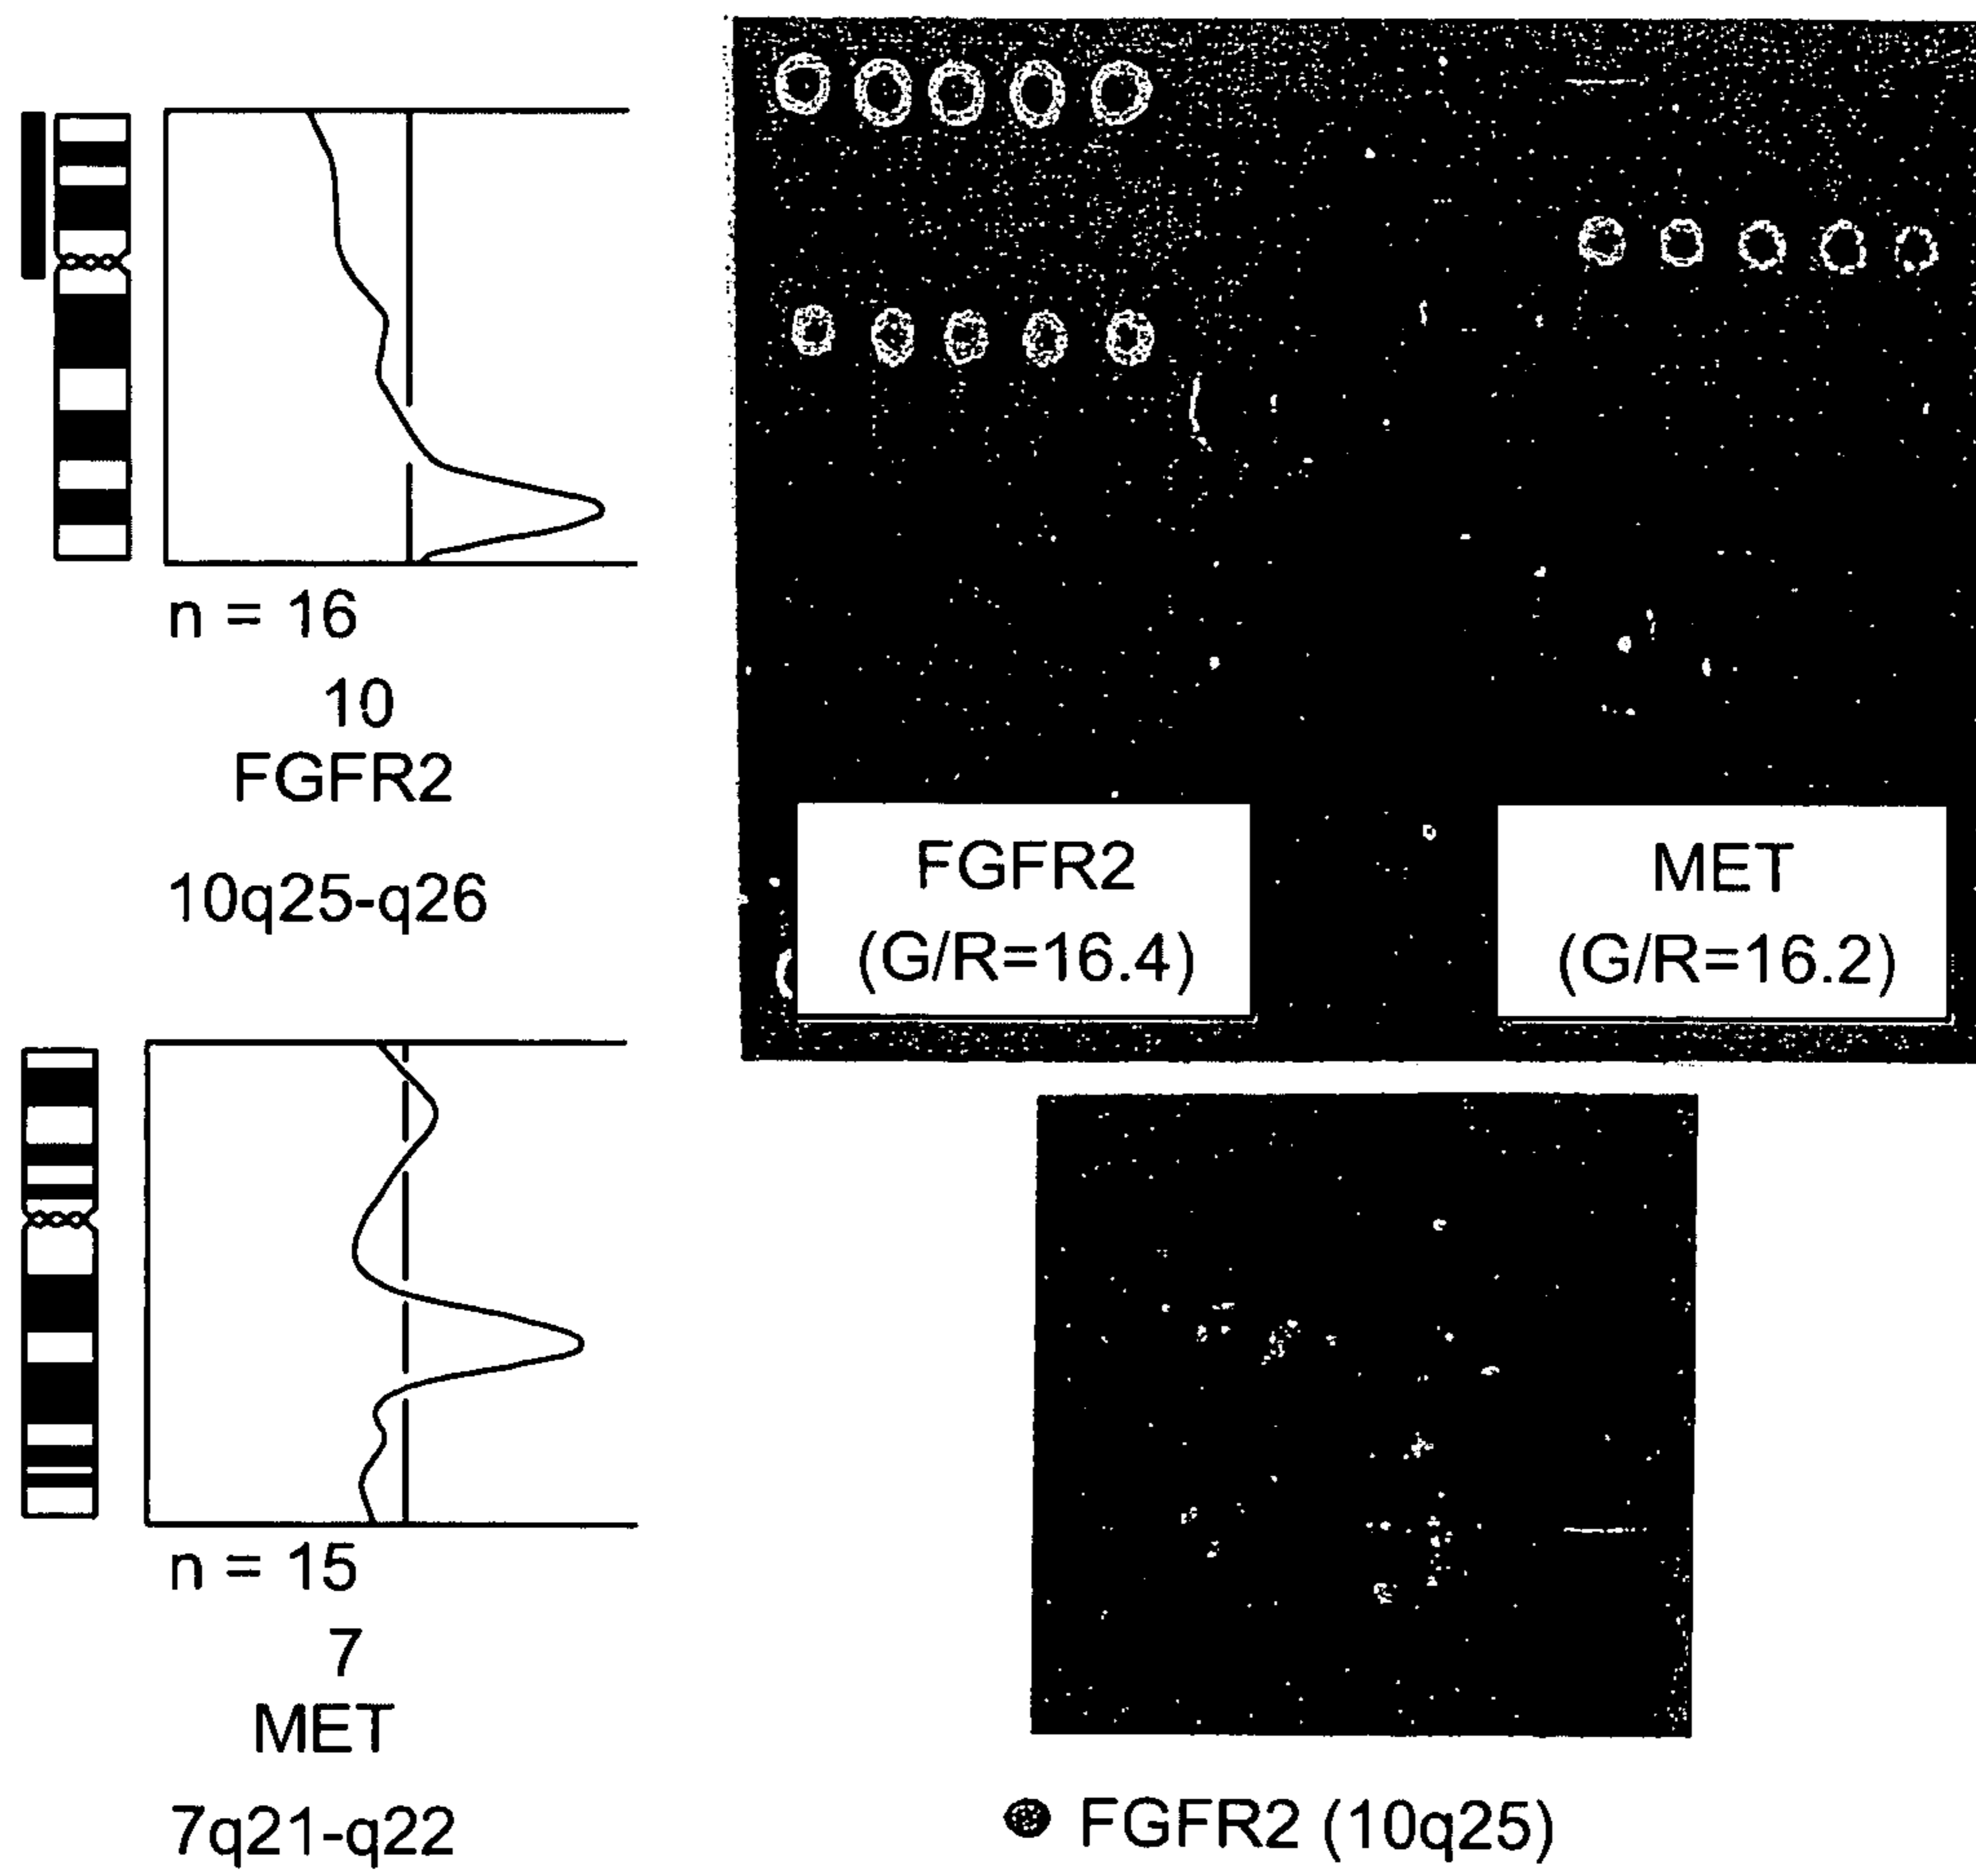 n = 16
10
FGFR2
10q25-q26
FGFR2
(G/R=16.4)
MET
(G/R=16.2)
n = 15
7
MET
7q21-q22
FGFR2 (10q25)